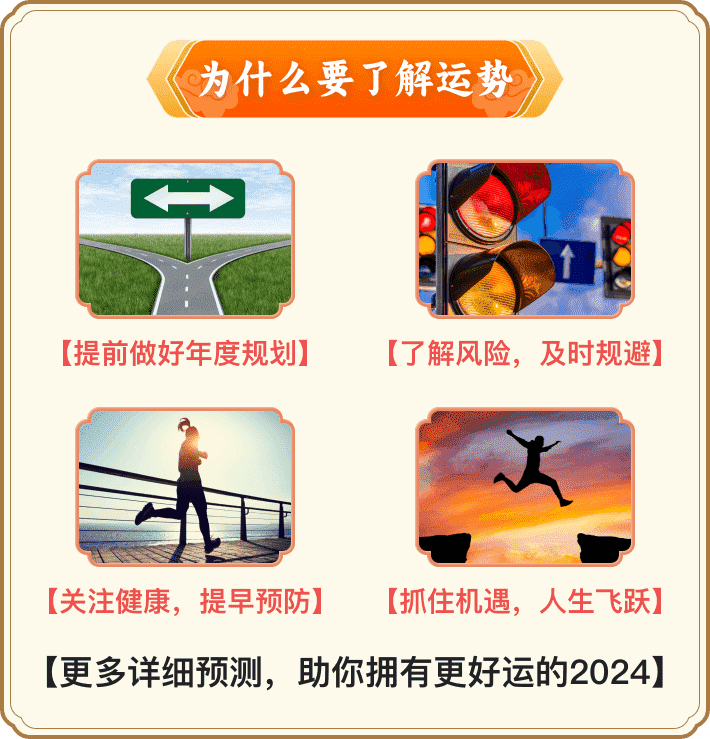 为什么要了解运势
【提前做好年度规划】
【了解风险，及时规避】
【关注健康，提早预防】
【抓住机遇，人生飞跃】
【更多详细预测，助你拥有更好运的2024】